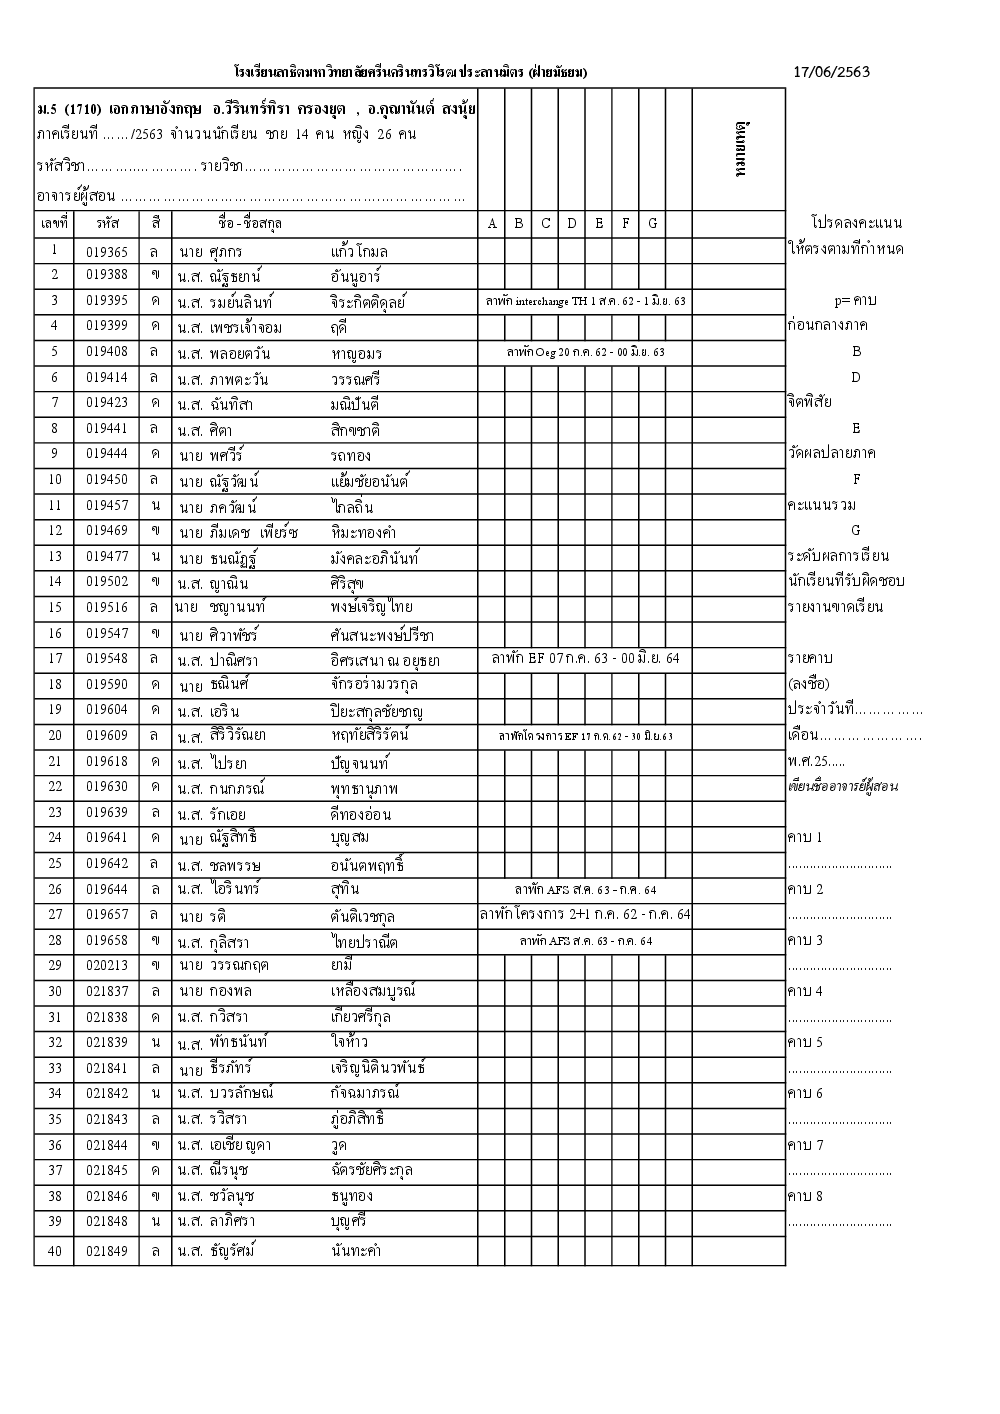 โรงเรียนสาธิตมหาวิทยาลัยศรีนครินทรวิโรฒ ประสานมิตร (ฝ่ายมัธยม) 17/06/2563
ม.5 (1710) เอกภาษาอังกฤษ อ.วีรินทร์ทิรา ครองยุต , อ.คุณานันต์ สงนุ้ย
ภาคเรียนที่ ....../2563 จำนวนนักเรียน ชาย 14 คน หญิง 26 คน
หมายเหตุ
รหัสวิชา........................ รายวิชา..............................................
อาจารย์ผู้สอน ..........................................................................
เลขที่ รหัส สี ชื่อ - ชื่อสกุล A B C D E F G โปรดลงคะแนน
1 019365 ล นาย ศุภกร แก้วโกมล ให้ตรงตามที่กำหนด
2 019388 ข น.ส. ณัฐธยาน์ อันนูอาร์
3 019395 ด น.ส. รมย์นลินท์ จิระกิตติดุลย์ ลาพัก interchange TH 1 ส.ค. 62 - 1 มิ.ย. 63 p= คาบ
4 019399 ด น.ส. เพชรเจ้าจอม ฤดี ก่อนกลางภาค
5 019408 ล น.ส. พลอยตวัน หาญอมร ลาพัก Oeg 20 ก.ค. 62 - 00 มิ.ย. 63 B
6 019414 ล น.ส. ภาพตะวัน วรรณศรี D
7 019423 ด น.ส. ฉันทิสา มณิปันตี จิตพิสัย
8 019441 ล น.ส. ศิตา สิกขชาติ E
9 019444 ด นาย พศวีร์ รถทอง วัดผลปลายภาค
10 019450 ล นาย ณัฐวัฒน์ แย้มชัยอนันต์ F
11 019457 น นาย ภควัฒน์ ไกลถิ่น คะแนนรวม
12 019469 ข นาย ภีมเดช เพียร์ซ หิมะทองคำ G
13 019477 น นาย ธนณัฏฐ์ มังคละอภินันท์ ระดับผลการเรียน
14 019502 ข น.ส. ญาณิน ศิริสุข นักเรียนที่รับผิดชอบ
15 019516 ล นาย ชญานนท์ พงษ์เจริญไทย รายงานขาดเรียน
16 019547 ข นาย ศิวาพัชร์ ศันสนะพงษ์ปรีชา
17 019548 ล น.ส. ปาณิศรา อิศรเสนา ณ อยุธยา ลาพัก EF 07 ก.ค. 63 - 00 มิ.ย. 64 รายคาบ
18 019590 ด นาย ธณินศ์ จักรอร่ามวรกุล (ลงชื่อ)
19 019604 ด น.ส. เอริน ปิยะสกุลชัยชาญ ประจำวันที่...............
20 019609 ล น.ส. สิริวิรัณยา หฤทัยสิริรัตน์ ลาพักโครงการ EF 17 ก.ค. 62 - 30 มิ.ย.63 เดือน......................
21 019618 ด น.ส. ไปรยา ปัญจนนท์ พ.ศ.25.....
22 019630 ด น.ส. กนกภรณ์ พุทธานุภาพ เขียนชื่ออาจารย์ผู้สอน
23 019639 ล น.ส. รักเอย ดีทองอ่อน
24 019641 ด นาย ณัฐสิทธิ์ บุญสม คาบ 1
25 019642 ล น.ส. ชลพรรษ อนันตพฤทธิ์ .............................
26 019644 ล น.ส. ไอรินทร์ สุทิน ลาพัก AFS ส.ค. 63 - ก.ค. 64 คาบ 2
27 019657 ล นาย รติ ตันติเวชกุล ลาพักโครงการ 2+1 ก.ค. 62 - ก.ค. 64 .............................
28 019658 ข น.ส. กุลิสรา ไทยปราณีต ลาพัก AFS ส.ค. 63 - ก.ค. 64 คาบ 3
29 020213 ข นาย วรรณกฤต ยามี .............................
30 021837 ล นาย กองพล เหลืองสมบูรณ์ คาบ 4
31 021838 ด น.ส. กวิสรา เกียวศรีกุล .............................
32 021839 น น.ส. พัทธนันท์ ใจห้าว คาบ 5
33 021841 ล นาย ธีรภัทร์ เจริญนิตินวพันธ์ .............................
34 021842 น น.ส. บวรลักษณ์ กัจฉมาภรณ์ คาบ 6
35 021843 ล น.ส. รวิสรา ภู่อภิสิทธิ์ .............................
36 021844 ข น.ส. เอเชียญดา วูด คาบ 7
37 021845 ด น.ส. ณีรนุช ฉัตรชัยศิระกุล .............................
38 021846 ข น.ส. ชวัลนุช ธนูทอง คาบ 8
39 021848 น น.ส. ลาภิศรา บุญศรี .............................
40 021849 ล น.ส. ธัญรัศม์ นันทะคำ